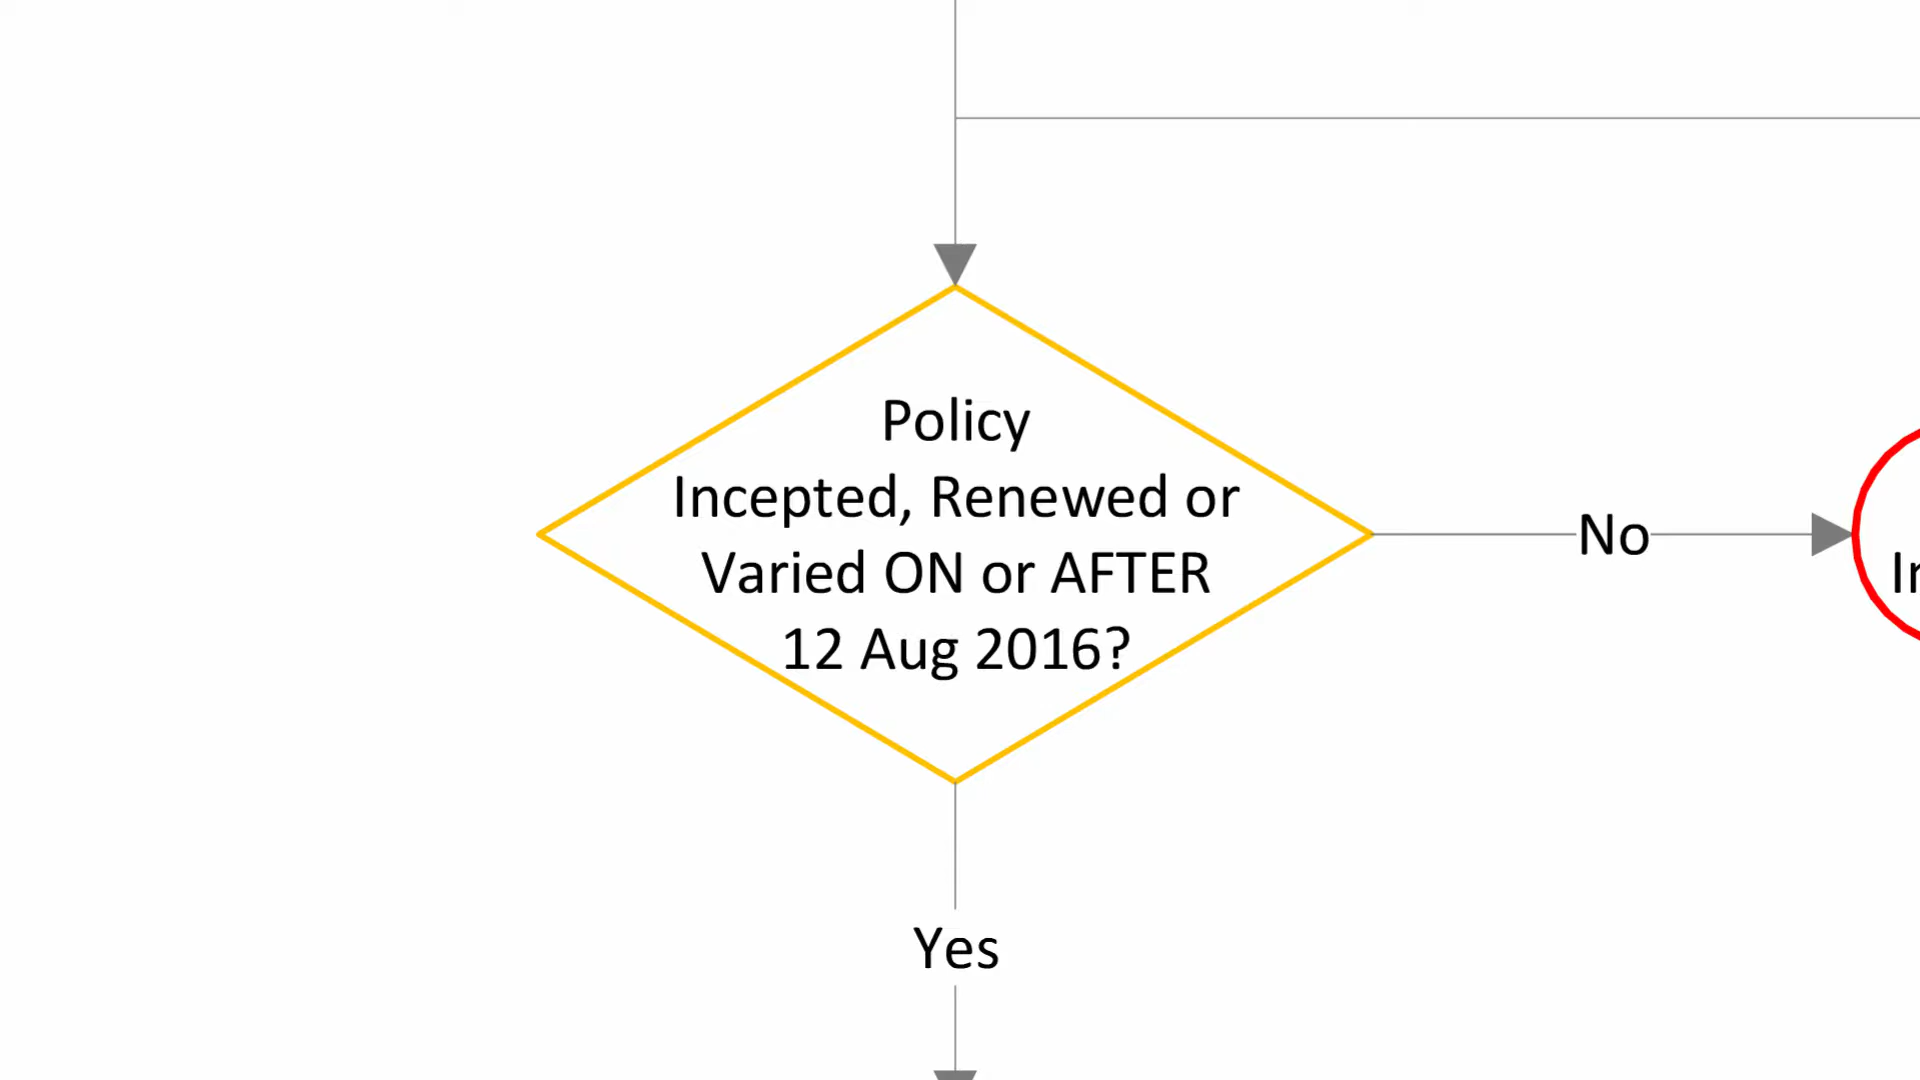 Policy
Incepted, Renewed or
Varied ON or AFTER
12 Aug 2016?
No
Yes